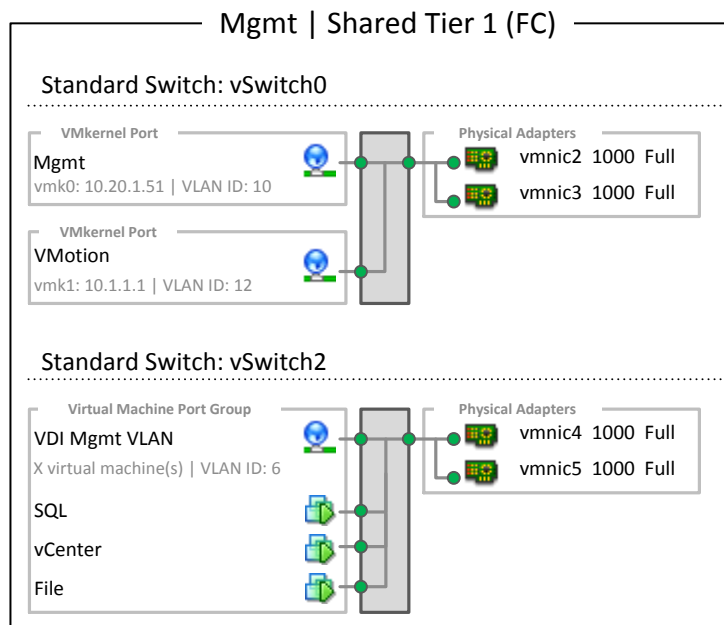 Mgmt | Shared Tier 1 (FC)
Standard Switch: vSwitch0
VMkernel Port
Mgmt
vmk0: 10.20.1.51 | VLAN ID: 10
Physical Adapters
vmnic2 1000 Full
vmnic3 1000 Full
VMkernel Port
VMotion
vmk1: 10.1.1.1 | VLAN ID: 12
Standard Switch: vSwitch2
Virtual Machine Port Group
VDI Mgmt VLAN
X virtual machine(s) | VLAN ID: 6
SQL
vCenter
File
Physical Adapters
vmnic4 1000 Full
vmnic5 1000 Full